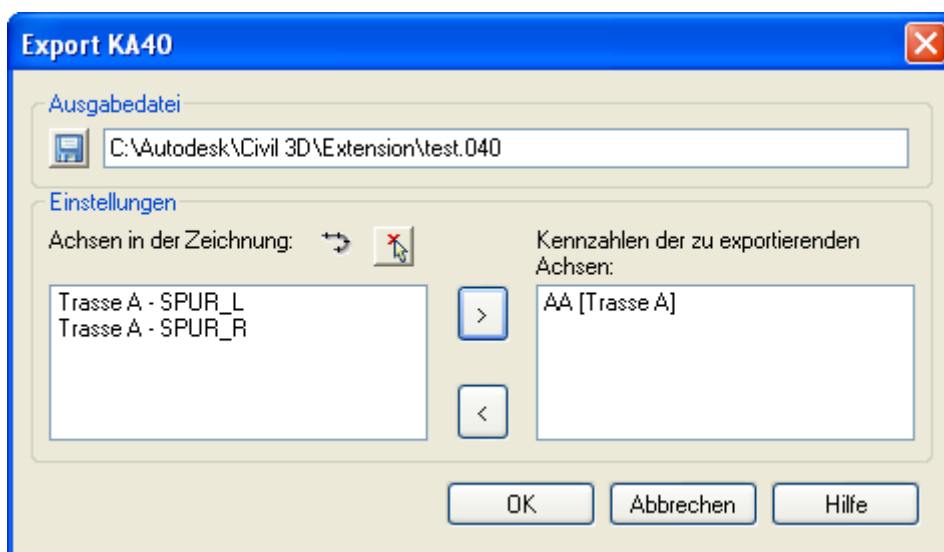 Export KA40
Ausgabedatei
C:\Autodesk\Civil 3D\Extension\test.040
Einstellungen
Achsen in der Zeichnung:
Kennzahlen der zu exportierenden
Achsen:
Trasse A - SPUR_L
Trasse A - SPUR_R
>
<
AA [Trasse A]
OK
Abbrechen
Hilfe